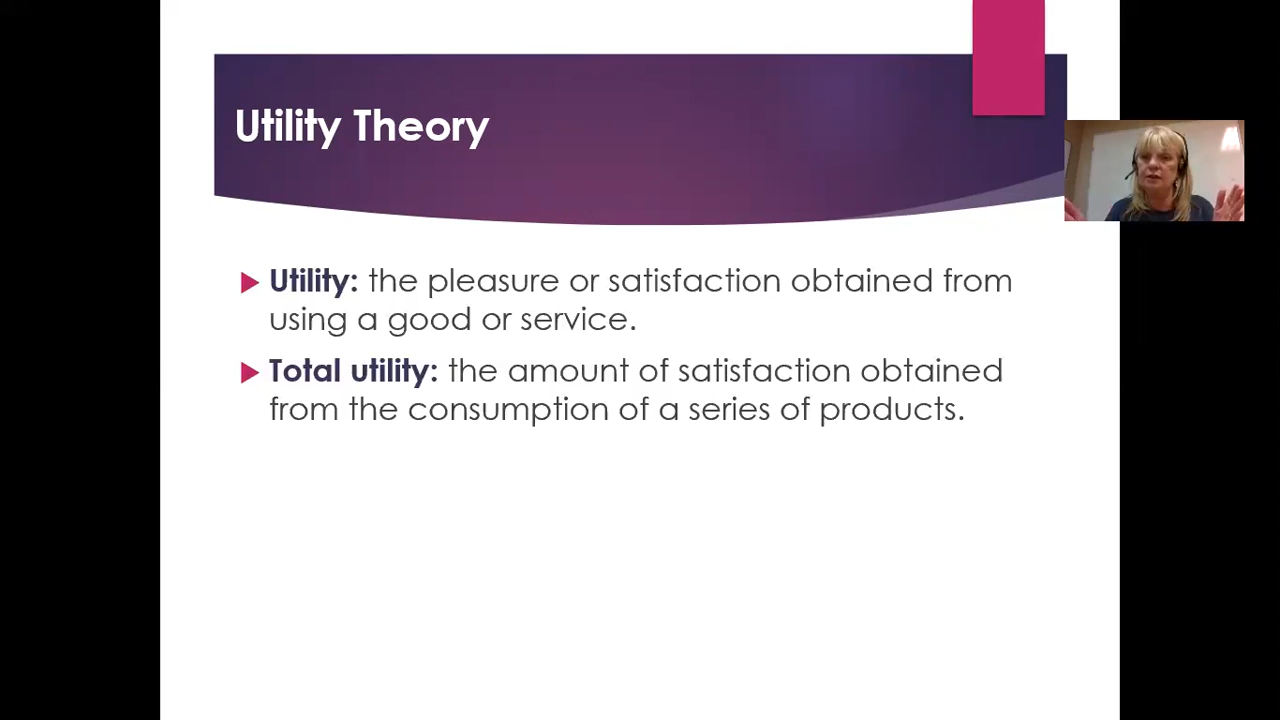 Utility Theory
Utility: the pleasure or satisfaction obtained from
using a good or service.
Total utility: the amount of satisfaction obtained
from the consumption of a series of products.